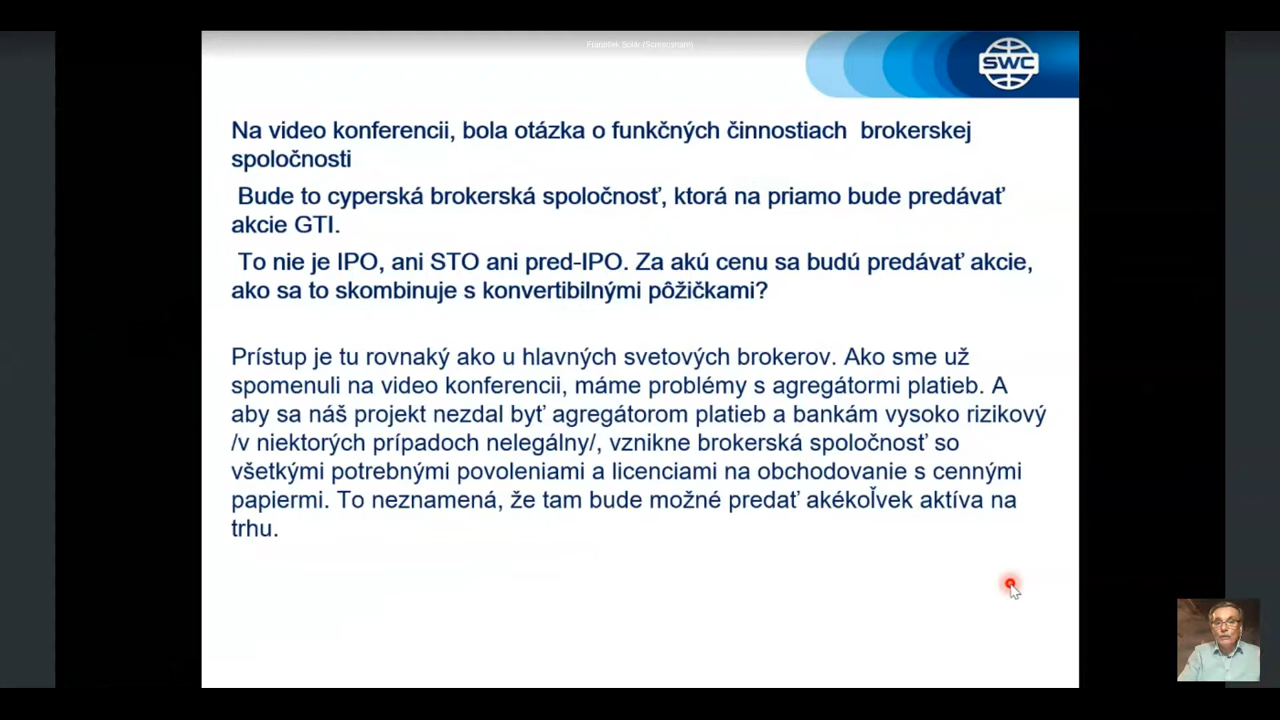 SWC
Na video konferencii, bola otázka o funkčných činnostiach brokerskej
spoločnosti
Bude to cyperská brokerská spoločnosť, ktorá na priamo bude predávať
akcie GTI.
To nie je IPO, ani STO ani pred-IPO. Za akú cenu sa budú predávať akcie,
ako sa to skombinuje s konvertibilnými pôžičkami?
Prístup je tu rovnaký ako u hlavných svetových brokerov. Ako sme už
spomenuli na video konferencii, máme problémy s agregátormi platieb. A
aby sa náš projekt nezdal byť agregátorom platieb a bankám vysoko rizikový
/v niektorých prípadoch nelegálny/, vznikne brokerská spoločnosť so
všetkými potrebnými povoleniami a licenciami na obchodovanie s cennými
papiermi. To neznamená, že tam bude možné predať akékoľvek aktíva na
trhu.